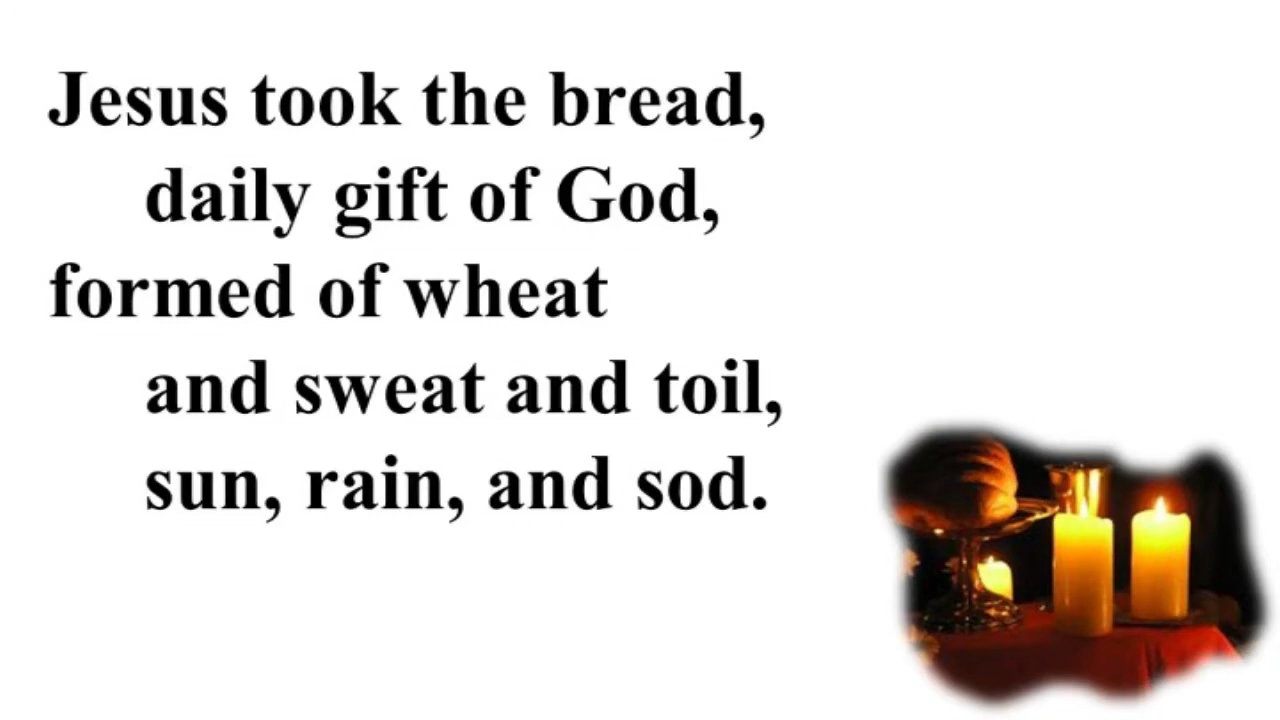 Jesus took the bread,
daily gift of God,
formed of wheat
and sweat and toil,
sun, rain, and sod.